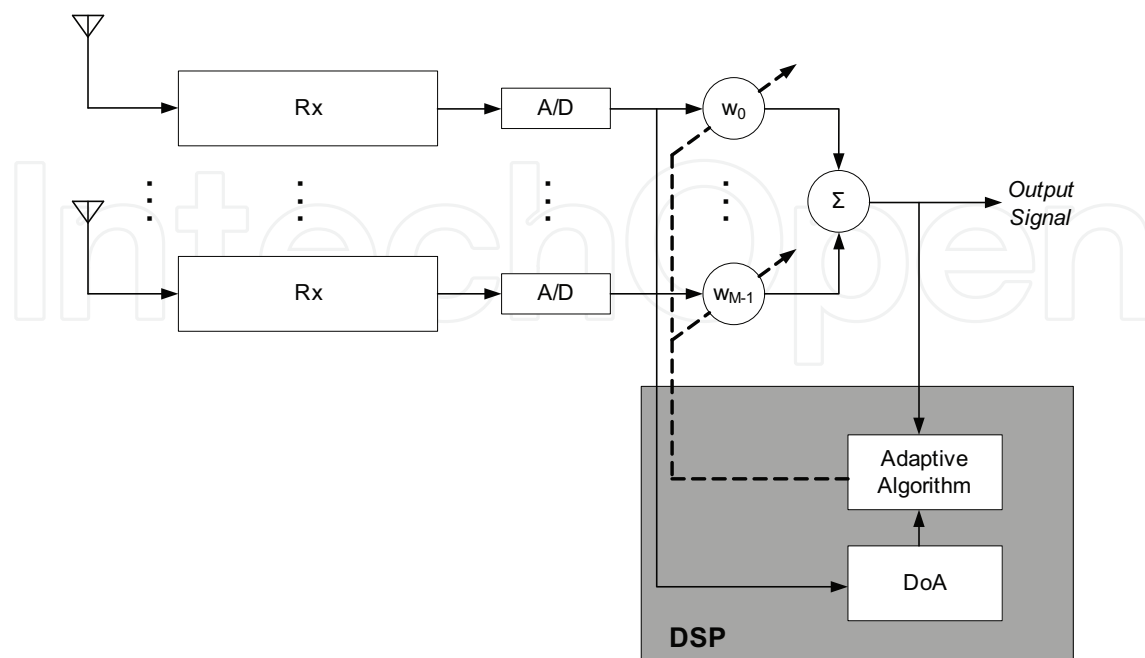 Rx
A/D
w0
Σ
Output
Signal
Rx
A/D
wM-1
IntechOpen
Adaptive
Algorithm
DoA
DSP